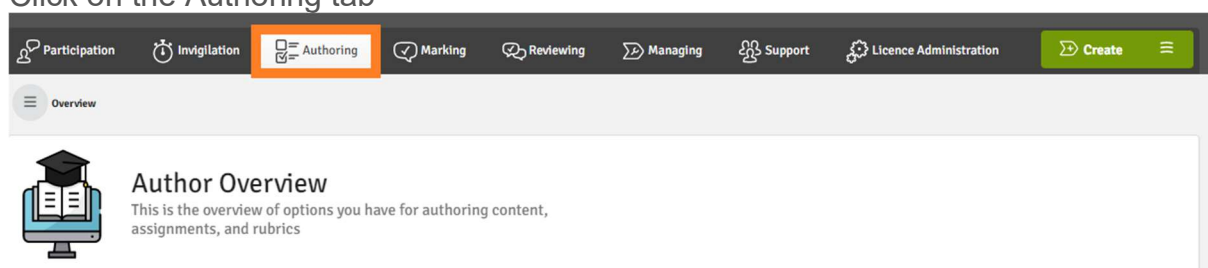 Click on the Authoring tab
Participation Invigilation Authoring Marking Reviewing Managing Support Licence Administration Create
Overview
Author Overview
This is the overview of options you have for authoring content,
assignments, and rubrics